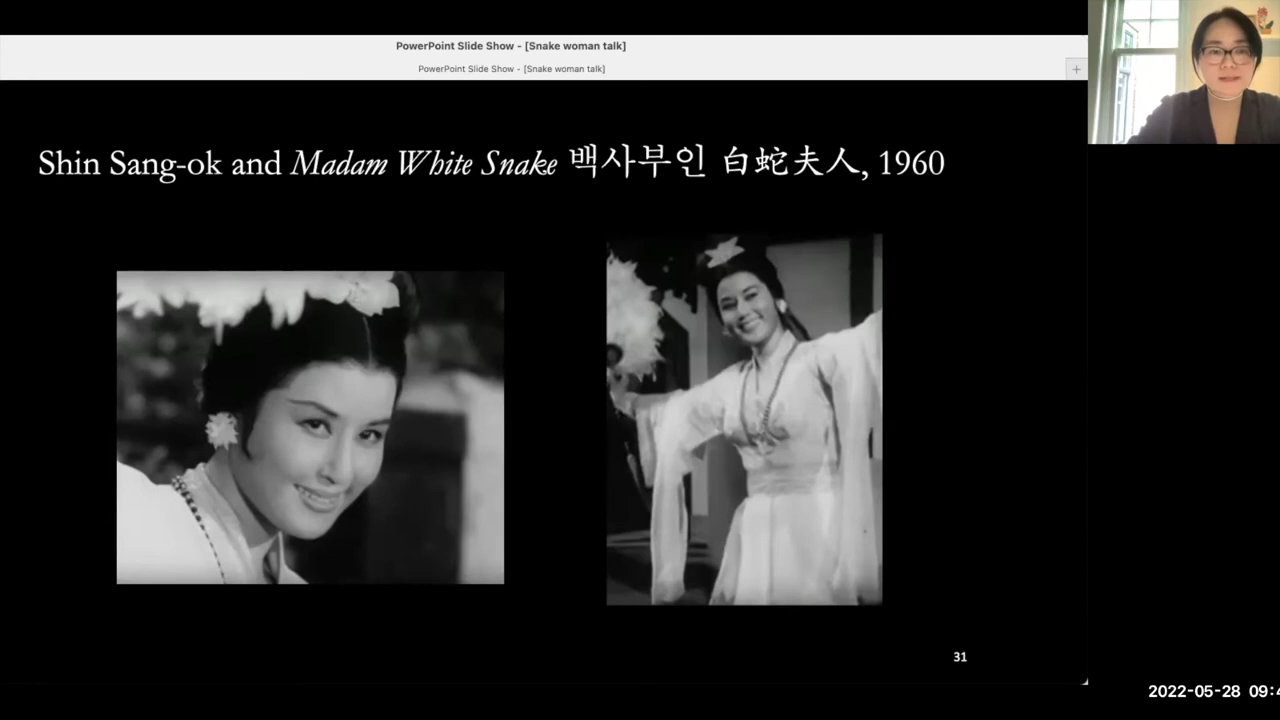 PowerPoint Slide Show - [Snake woman talk]
PowerPoint Slide Show - [Snake woman talk]
Shin Sang-ok and Madam White Snake 백사부인 白蛇夫人, 1960
31
2022-05-28 09:4